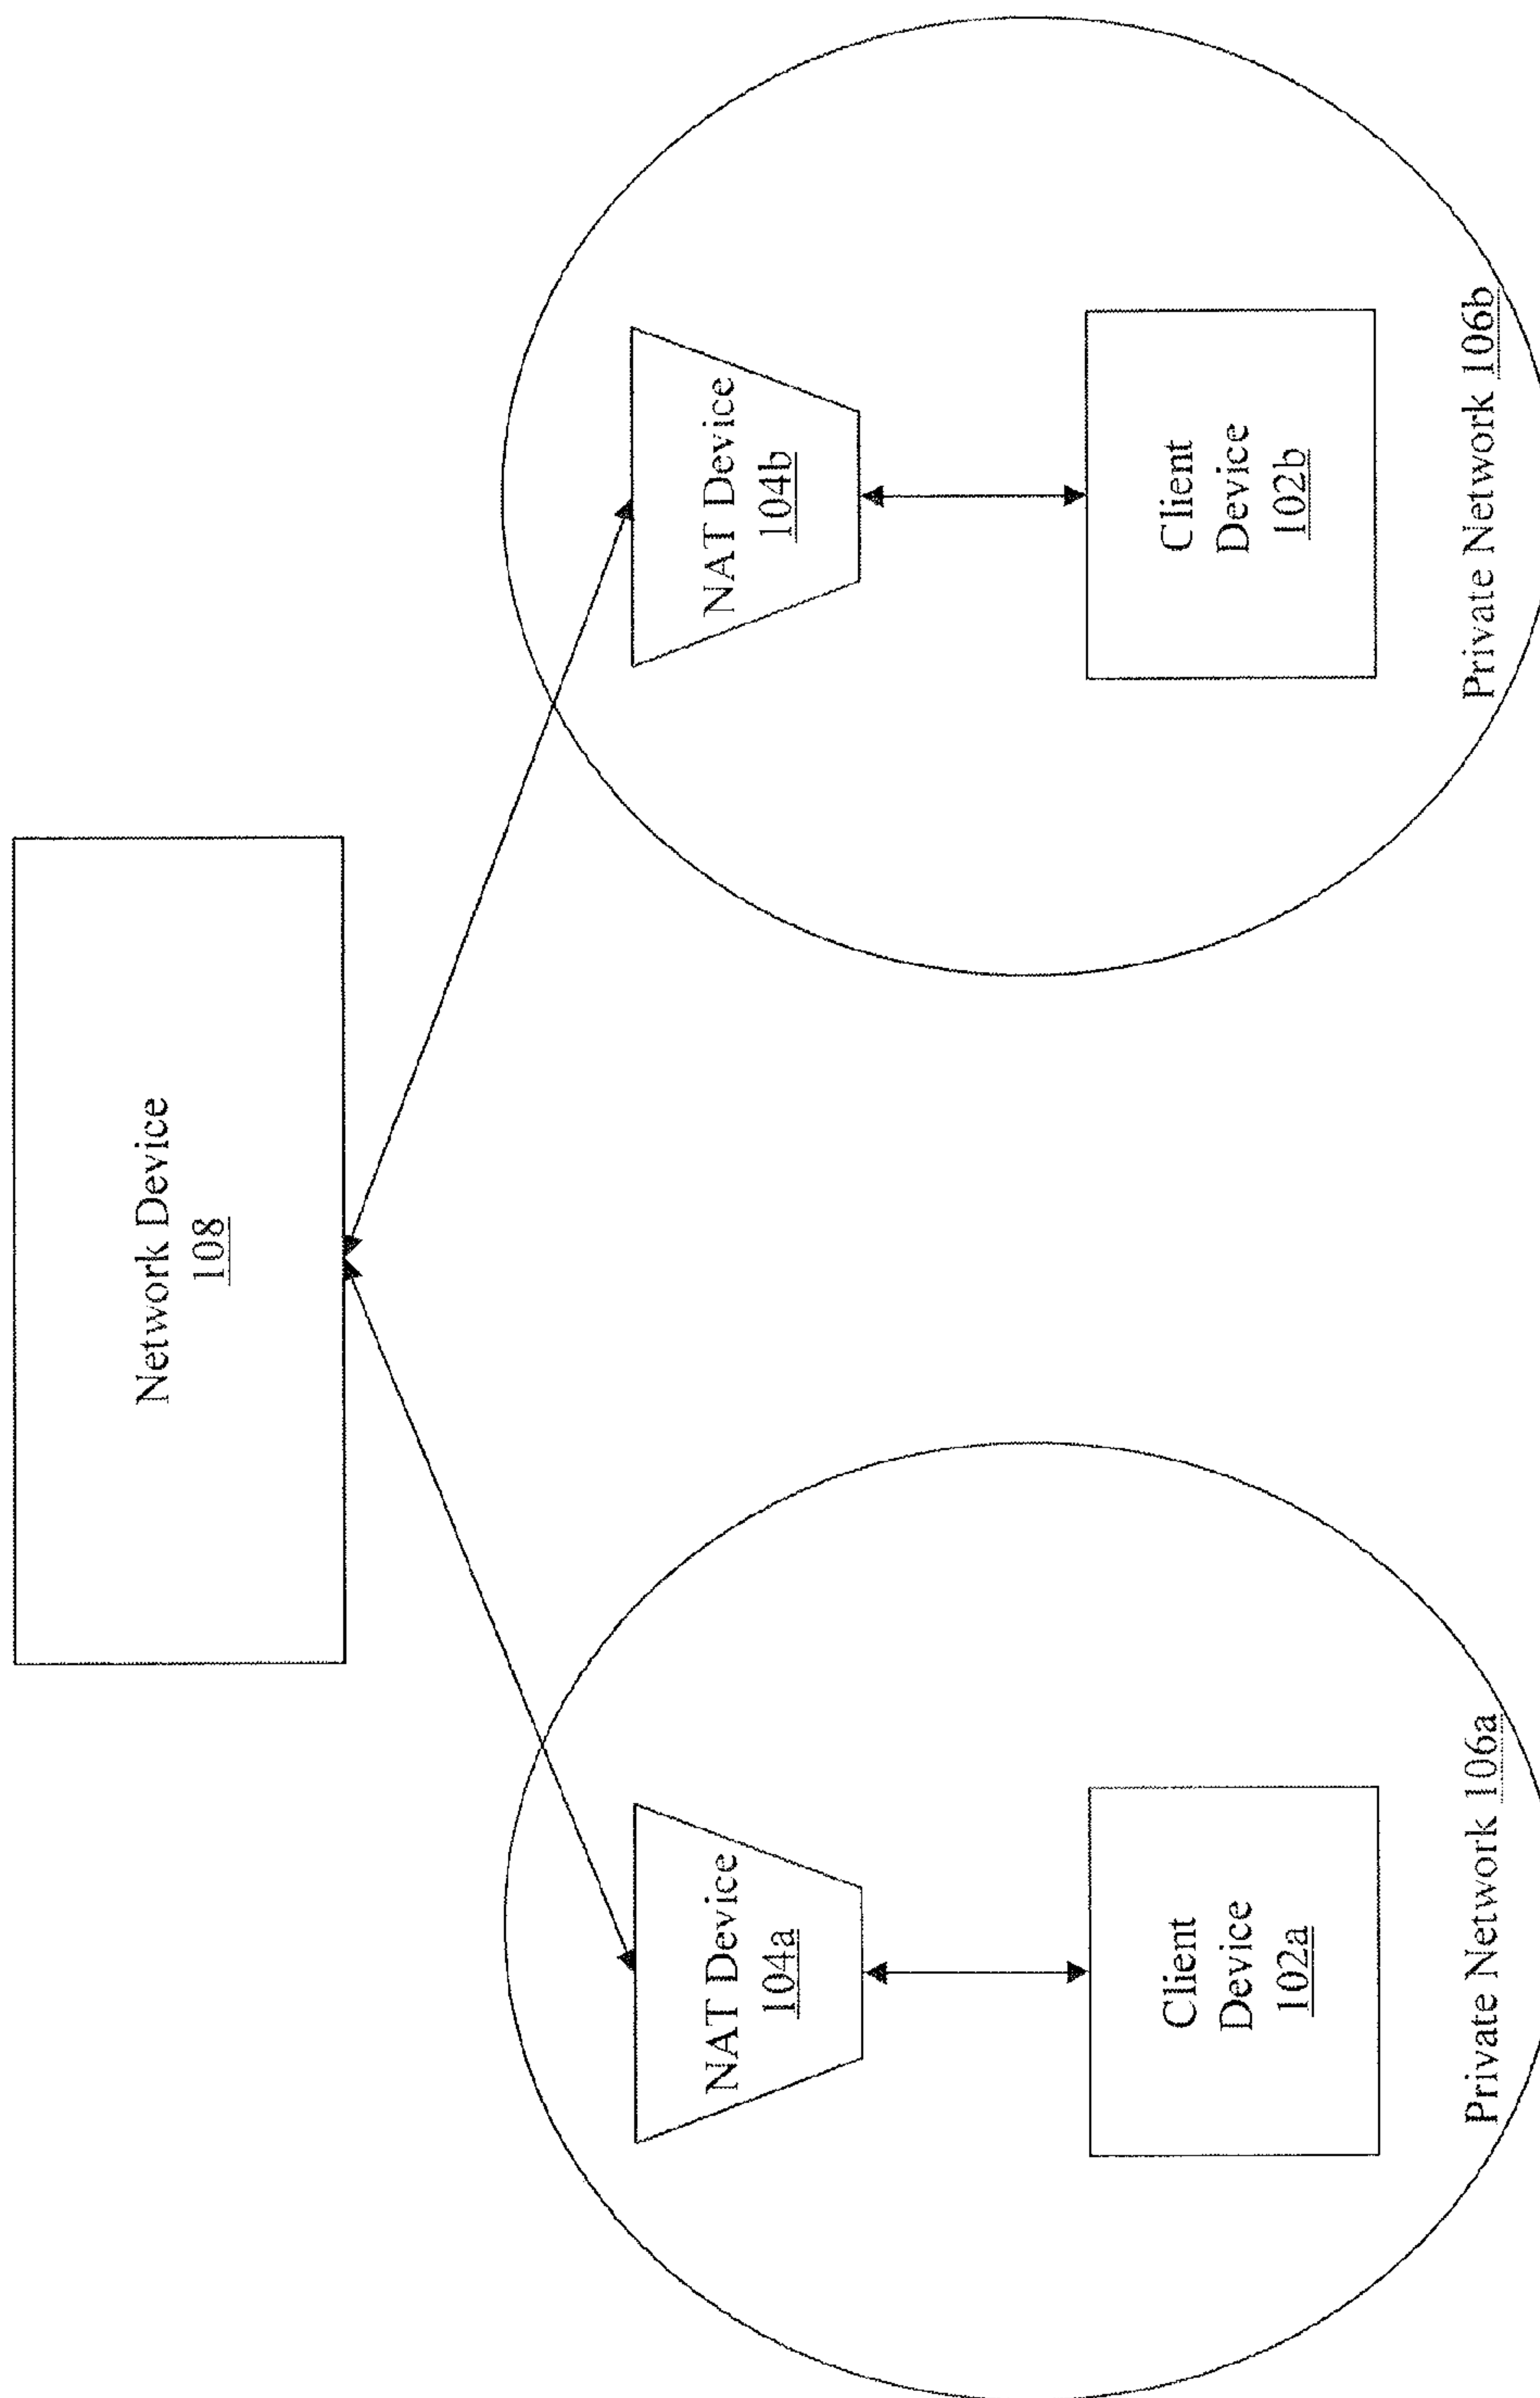 Network Device
108
NAT Device
104a
NAT Device
104b
Client
Device
102a
Client
Device
102b
Private Network 106a
Private Network 106b